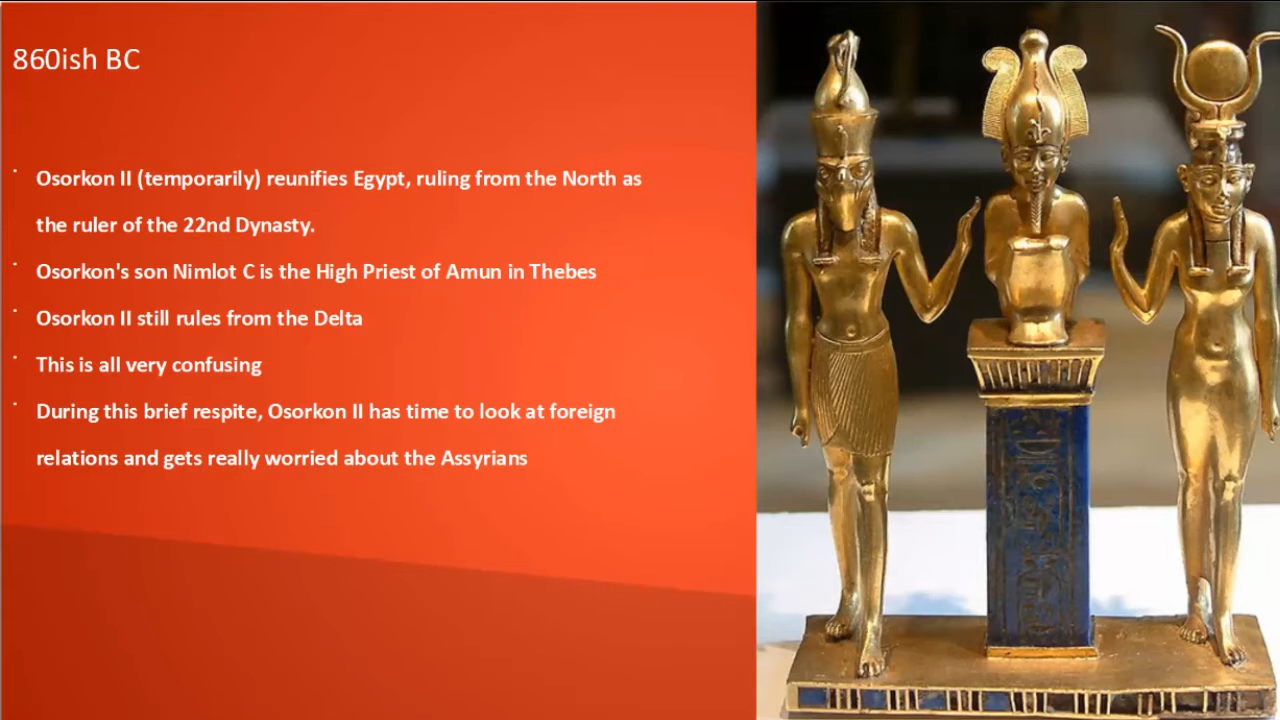 860ish BC
Osorkon II (temporarily) reunifies Egypt, ruling from the North as
the ruler of the 22nd Dynasty.
Osorkon's son Nimlot C is the High Priest of Amun in Thebes
Osorkon II still rules from the Delta
This is all very confusing
During this brief respite, Osorkon II has time to look at foreign
relations and gets really worried about the Assyrians